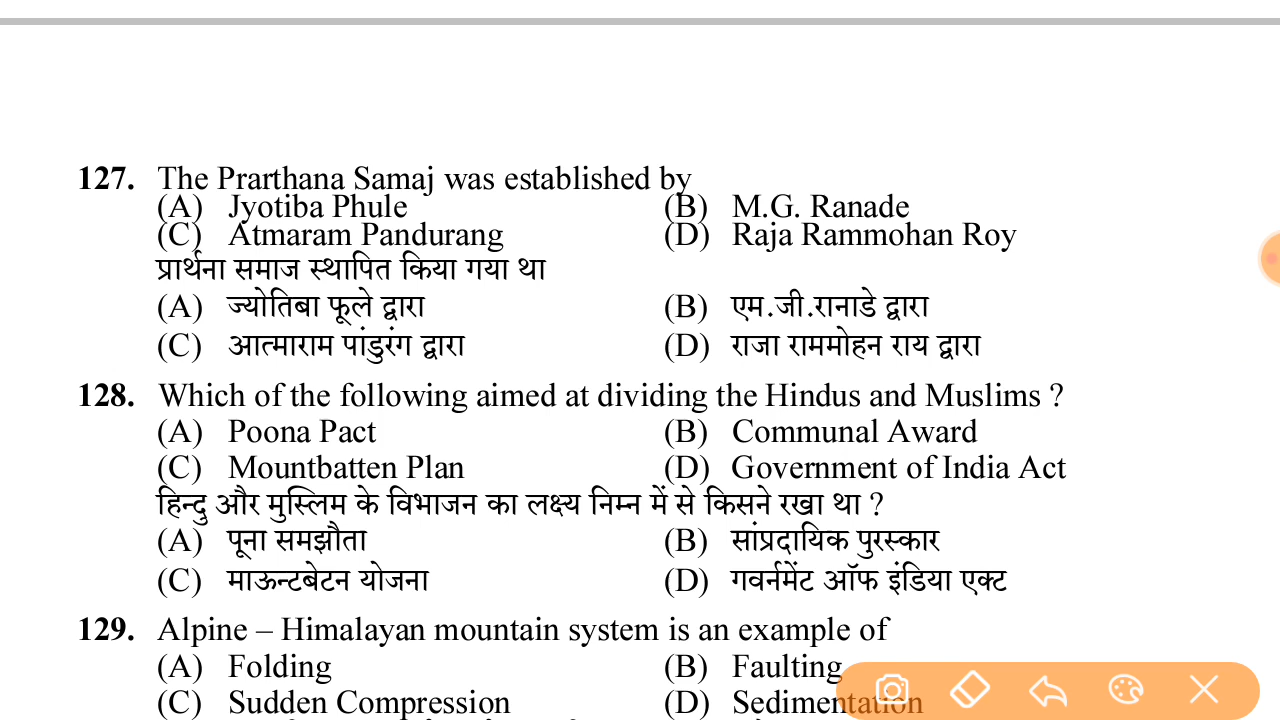 127. The Prarthana Samaj was established by
(A) Jyotiba Phule (B) M.G. Ranade
(C) Atmaram Pandurang (D) Raja Rammohan Roy
प्रार्थना समाज स्थापित किया गया था
(A) ज्योतिबा फूले द्वारा (B) एम.जी.रानाडे द्वारा
(C) आत्माराम पांडुरंग द्वारा (D) राजा राममोहन राय द्वारा
128. Which of the following aimed at dividing the Hindus and Muslims ?
(A) Poona Pact (B) Communal Award
(C) Mountbatten Plan (D) Government of India Act
हिन्दु और मुस्लिम के विभाजन का लक्ष्य निम्न में से किसने रखा था ?
(A) पूना समझौता (B) सांप्रदायिक पुरस्कार
(C) माऊन्टबेटन योजना (D) गवर्नमेंट ऑफ इंडिया एक्ट
129. Alpine – Himalayan mountain system is an example of
(A) Folding (B) Faulting
(C) Sudden Compression (D) Sedimentation